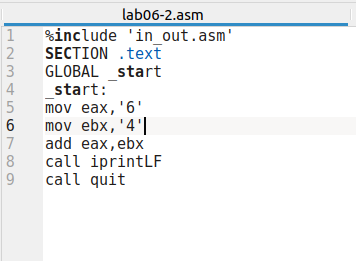 lab06-2.asm
1 %include 'in_out.asm'
2 SECTION .text
3 GLOBAL _start
4 _start:
5 mov eax,'6'
6 mov ebx,'4'
7 add eax,ebx
8 call iprintLF
9 call quit